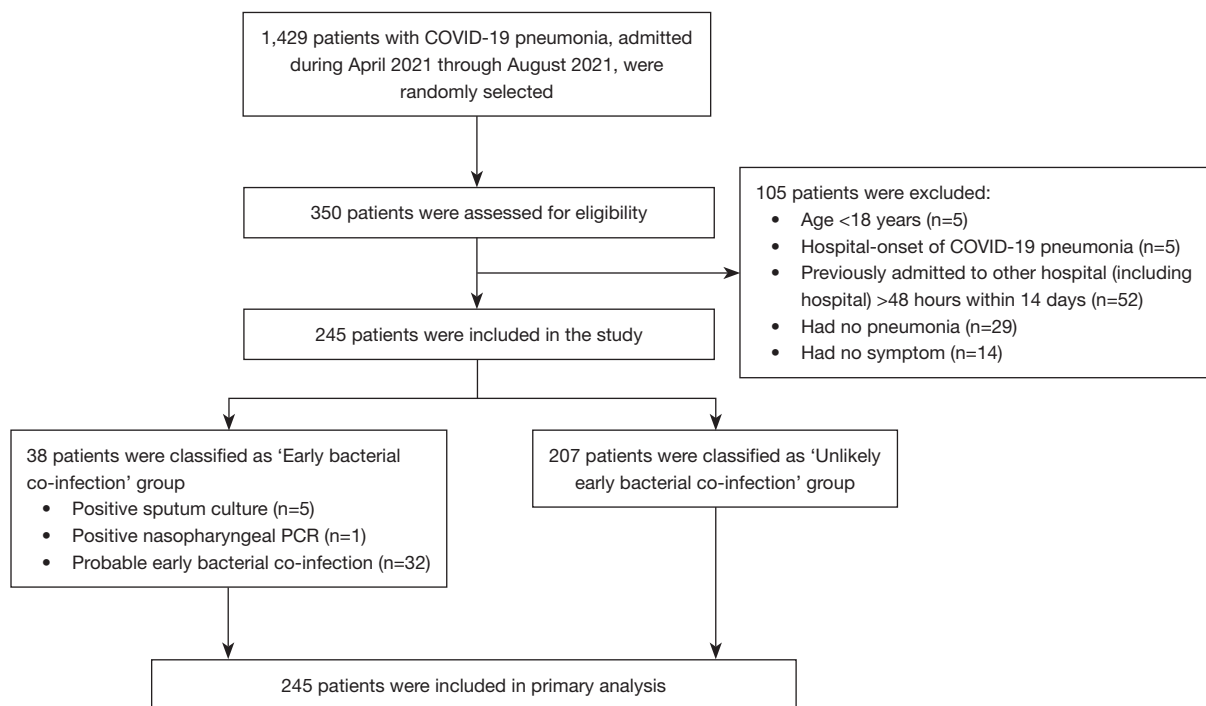 1,429 patients with COVID-19 pneumonia, admitted
during April 2021 through August 2021, were
randomly selected
350 patients were assessed for eligibility
105 patients were excluded:
• Age <18 years (n=5)
• Hospital-onset of COVID-19 pneumonia (n=5)
• Previously admitted to other hospital (including
hospital) >48 hours within 14 days (n=52)
• Had no pneumonia (n=29)
• Had no symptom (n=14)
245 patients were included in the study
38 patients were classified as ‘Early bacterial
co-infection’ group
• Positive sputum culture (n=5)
• Positive nasopharyngeal PCR (n=1)
• Probable early bacterial co-infection (n=32)
207 patients were classified as ‘Unlikely
early bacterial co-infection’ group
245 patients were included in primary analysis